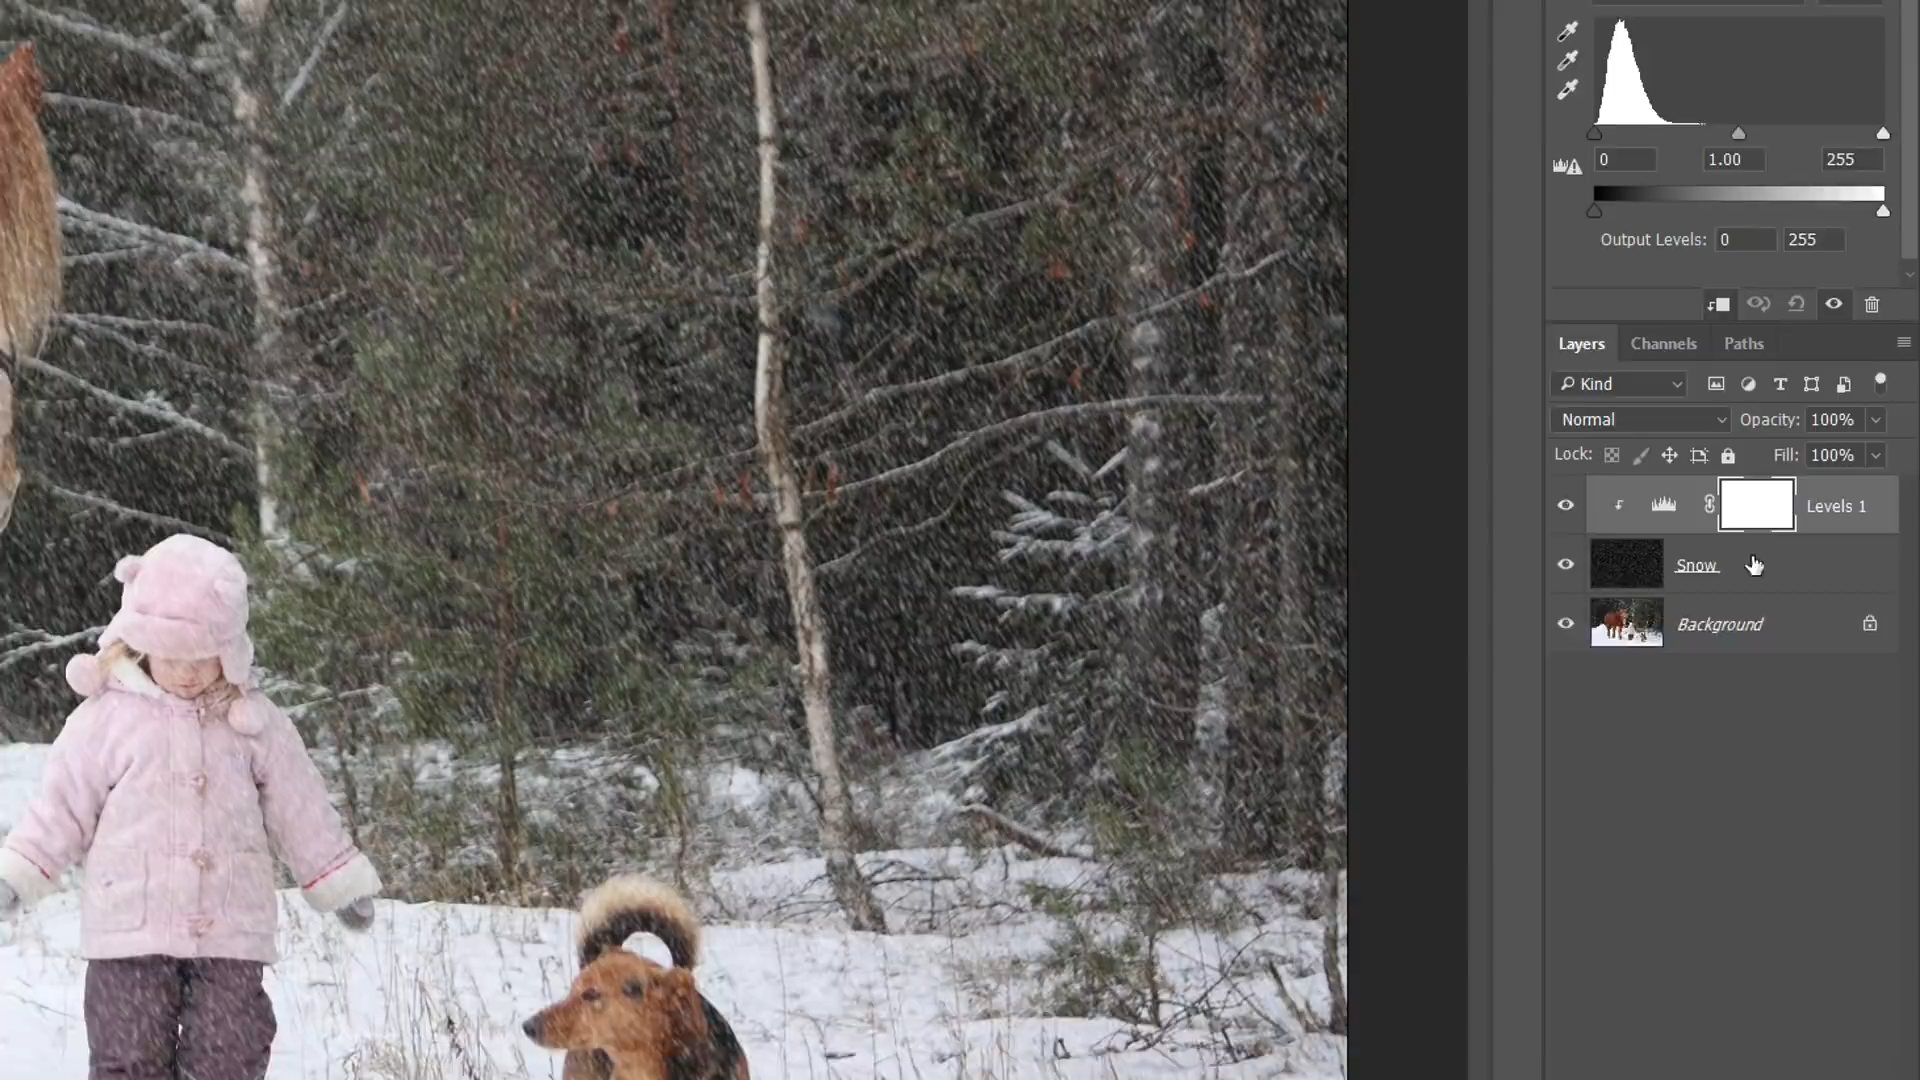 0 1.00 255
Output Levels: 0 255
Layers Channels Paths
Kind
Normal Opacity: 100%
Lock: Fill: 100%
Levels 1
Snow
Background